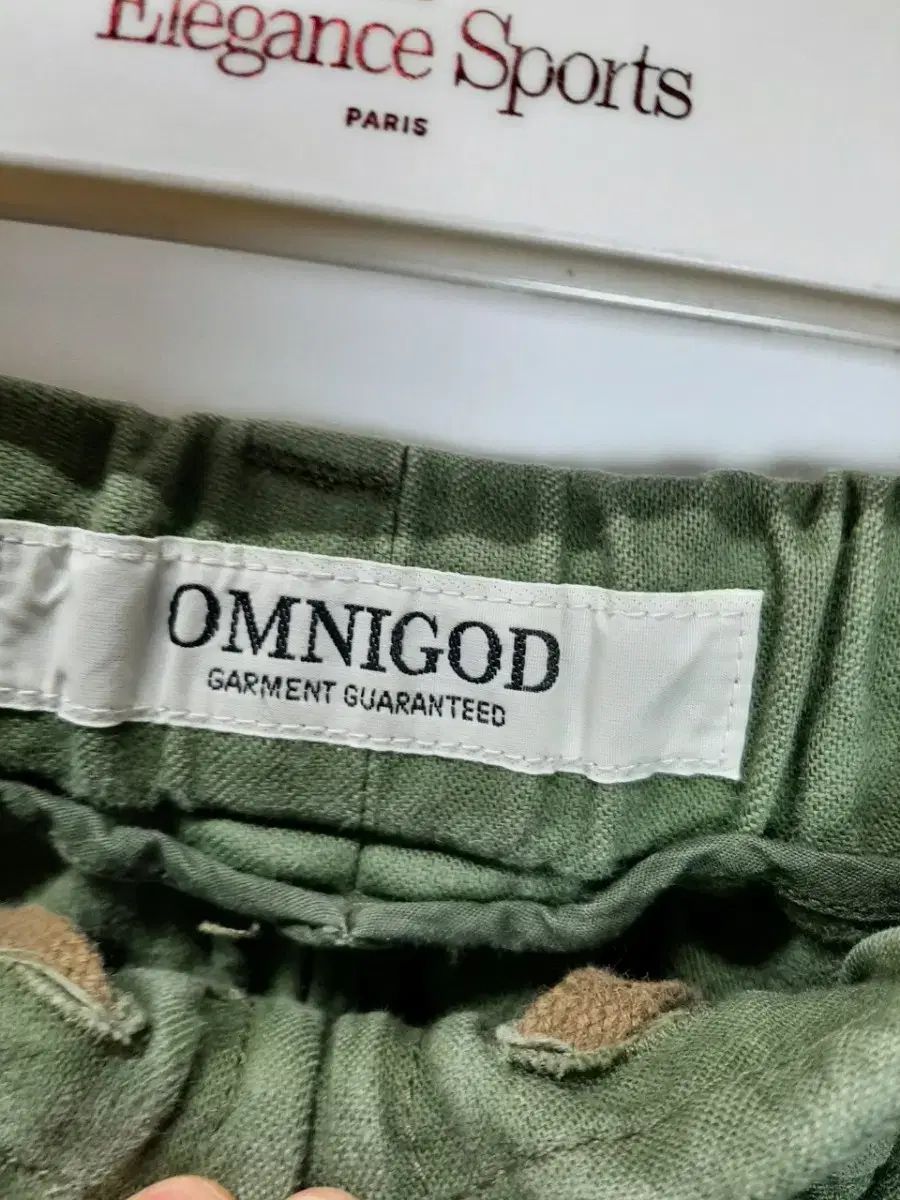 Elegance Sports
PARIS
OMNIGOD
GARMENT GUARANTEED